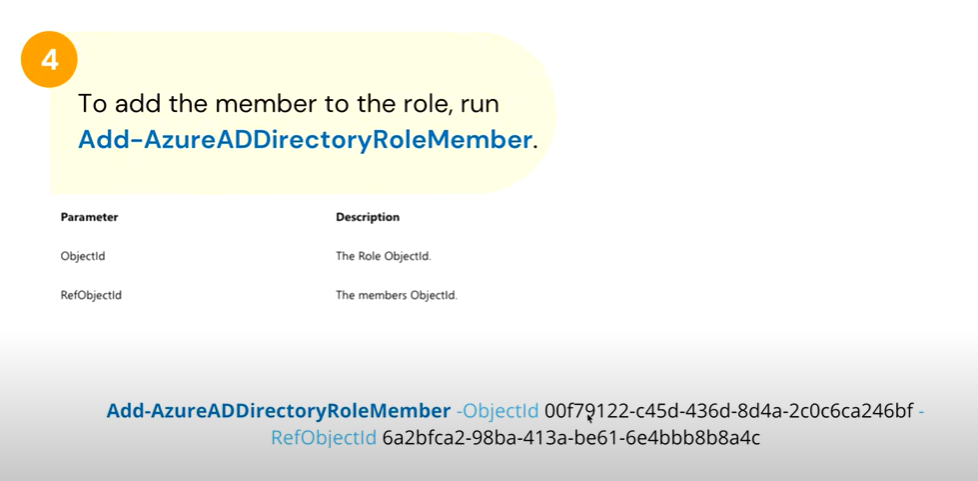 4
To add the member to the role, run
Add-AzureADDirectoryRoleMember.
Parameter Description
ObjectId The Role ObjectId.
RefObjectId The members ObjectId.
Add-AzureADDirectoryRoleMember -ObjectId 00f79122-c45d-436d-8d4a-2c0c6ca246bf -
RefObjectId 6a2bfca2-98ba-413a-be61-6e4bbb8b8a4c